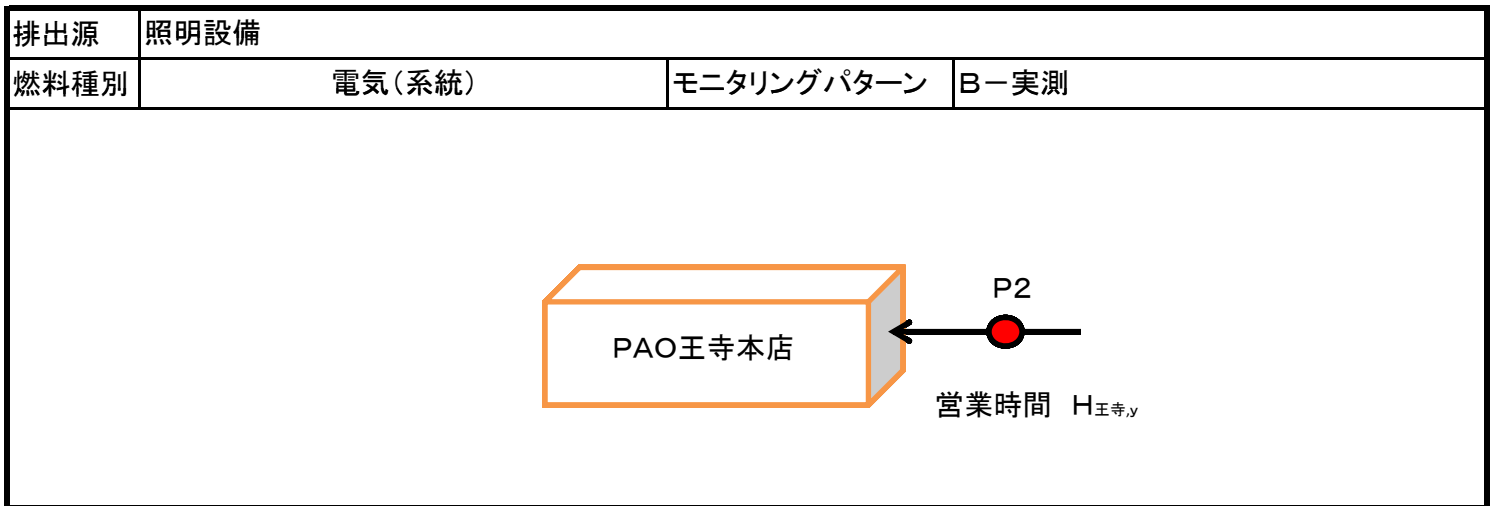 排出源 照明設備
燃料種別 電気(系統) モニタリングパターン B－実測
P2
PAO王寺本店
営業時間 H王寺,y